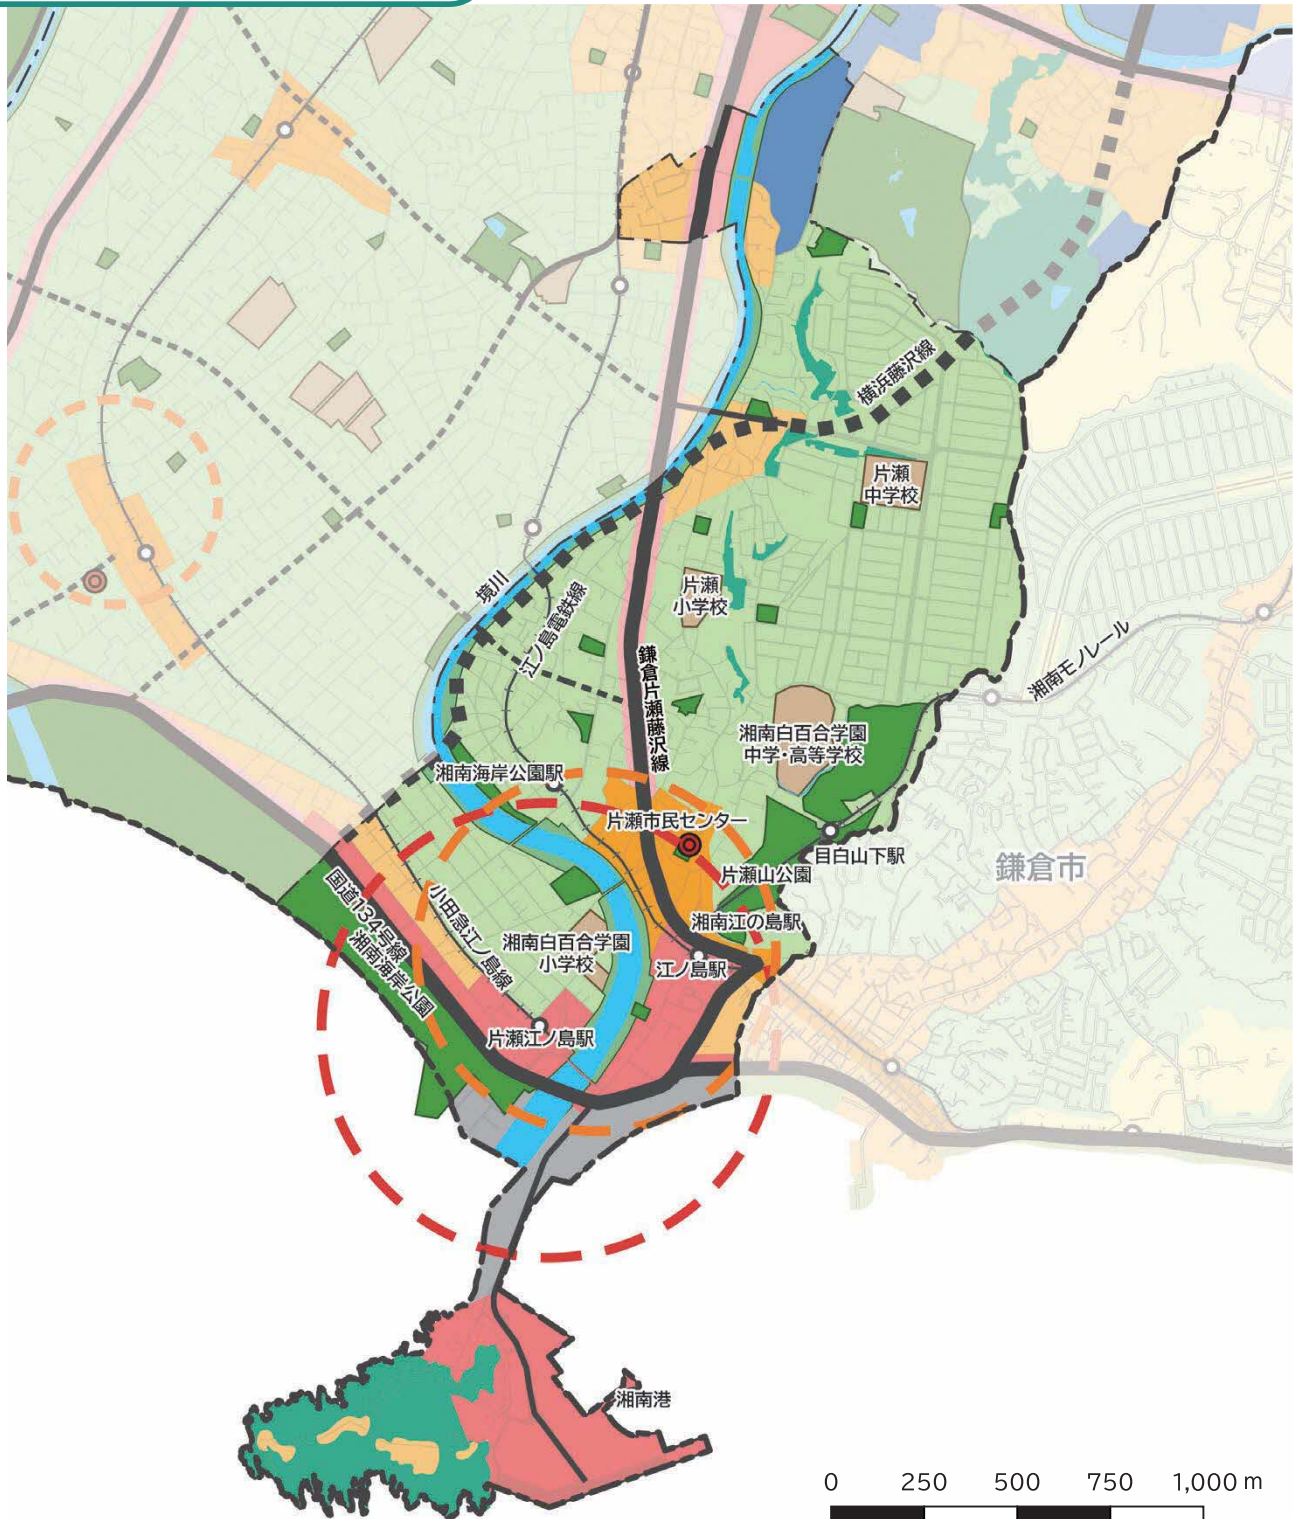 横浜藤沢線
片瀬
中学校
境川
江ノ島電鉄線
片瀬
小学校
鎌倉片瀬藤沢線
湘南モノレール
湘南白百合学園
中学・高等学校
湘南海岸公園駅
片瀬市民センター
目白山下駅
片瀬山公園
鎌倉市
国道134号線
湘南海岸公園
小田急江ノ島線
湘南江の島駅
湘南白百合学園
小学校
江ノ島駅
片瀬江ノ島駅
湘南港
0 250 500 750 1,000 m